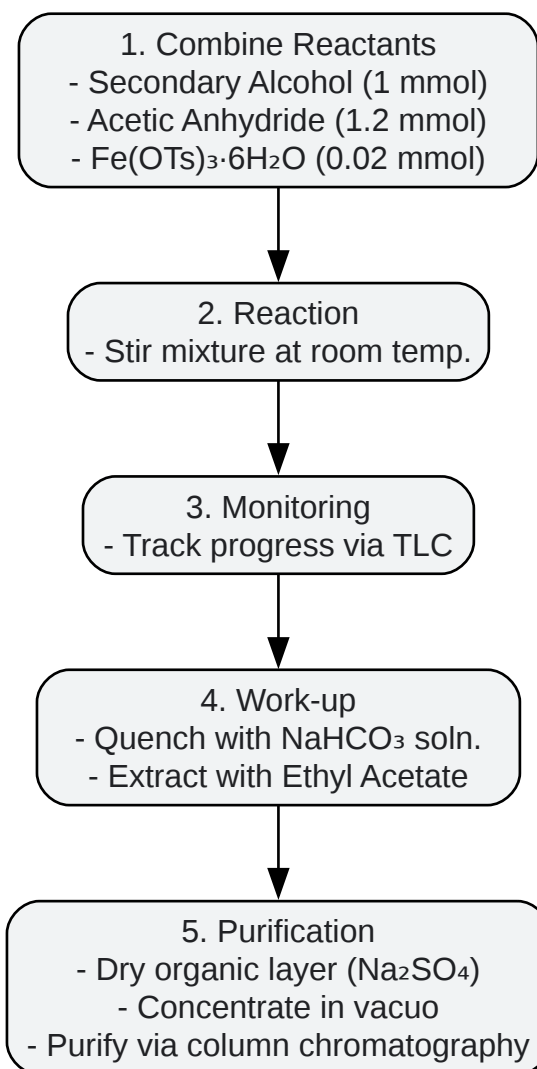 1. Combine Reactants
- Secondary Alcohol (1 mmol)
- Acetic Anhydride (1.2 mmol)
- Fe(OTs)₃·6H₂O (0.02 mmol)
2. Reaction
- Stir mixture at room temp.
3. Monitoring
- Track progress via TLC
4. Work-up
- Quench with NaHCO₃ soln.
- Extract with Ethyl Acetate
5. Purification
- Dry organic layer (Na₂SO₄)
- Concentrate in vacuo
- Purify via column chromatography